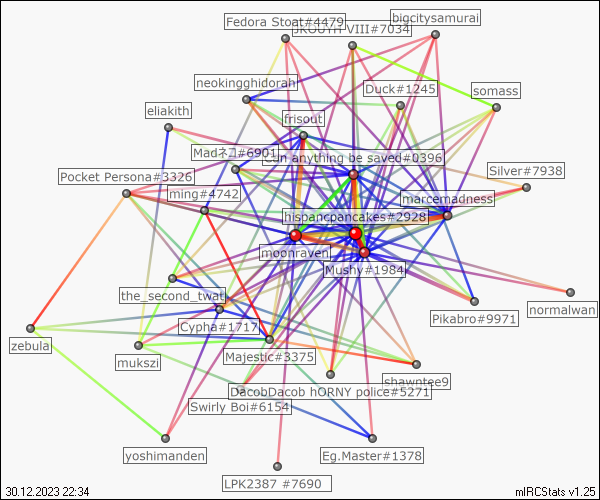 Fedora Stoat#4479
bigcitysamurai
JKOUTH VIII#7034
neokingghidorah
Duck#1245
somass
eliakith
frisout
Madネコ#6901
Can anything be saved#0396
Pocket Persona#3326
Silver#7938
ming#4742
marcemadness
hispancpancakes#2928
moonraven
Mushy#1984
the_second_twat
normalwan
Pikabro#9971
Cypha#1717
zebula
mukszi
Majestic#3375
shawntee9
DacobDacob hORNY police#5271
Swirly Boi#6154
yoshimanden
Eg.Master#1378
LPK2387 #7690
30.12.2023 22:34
mIRCStats v1.25